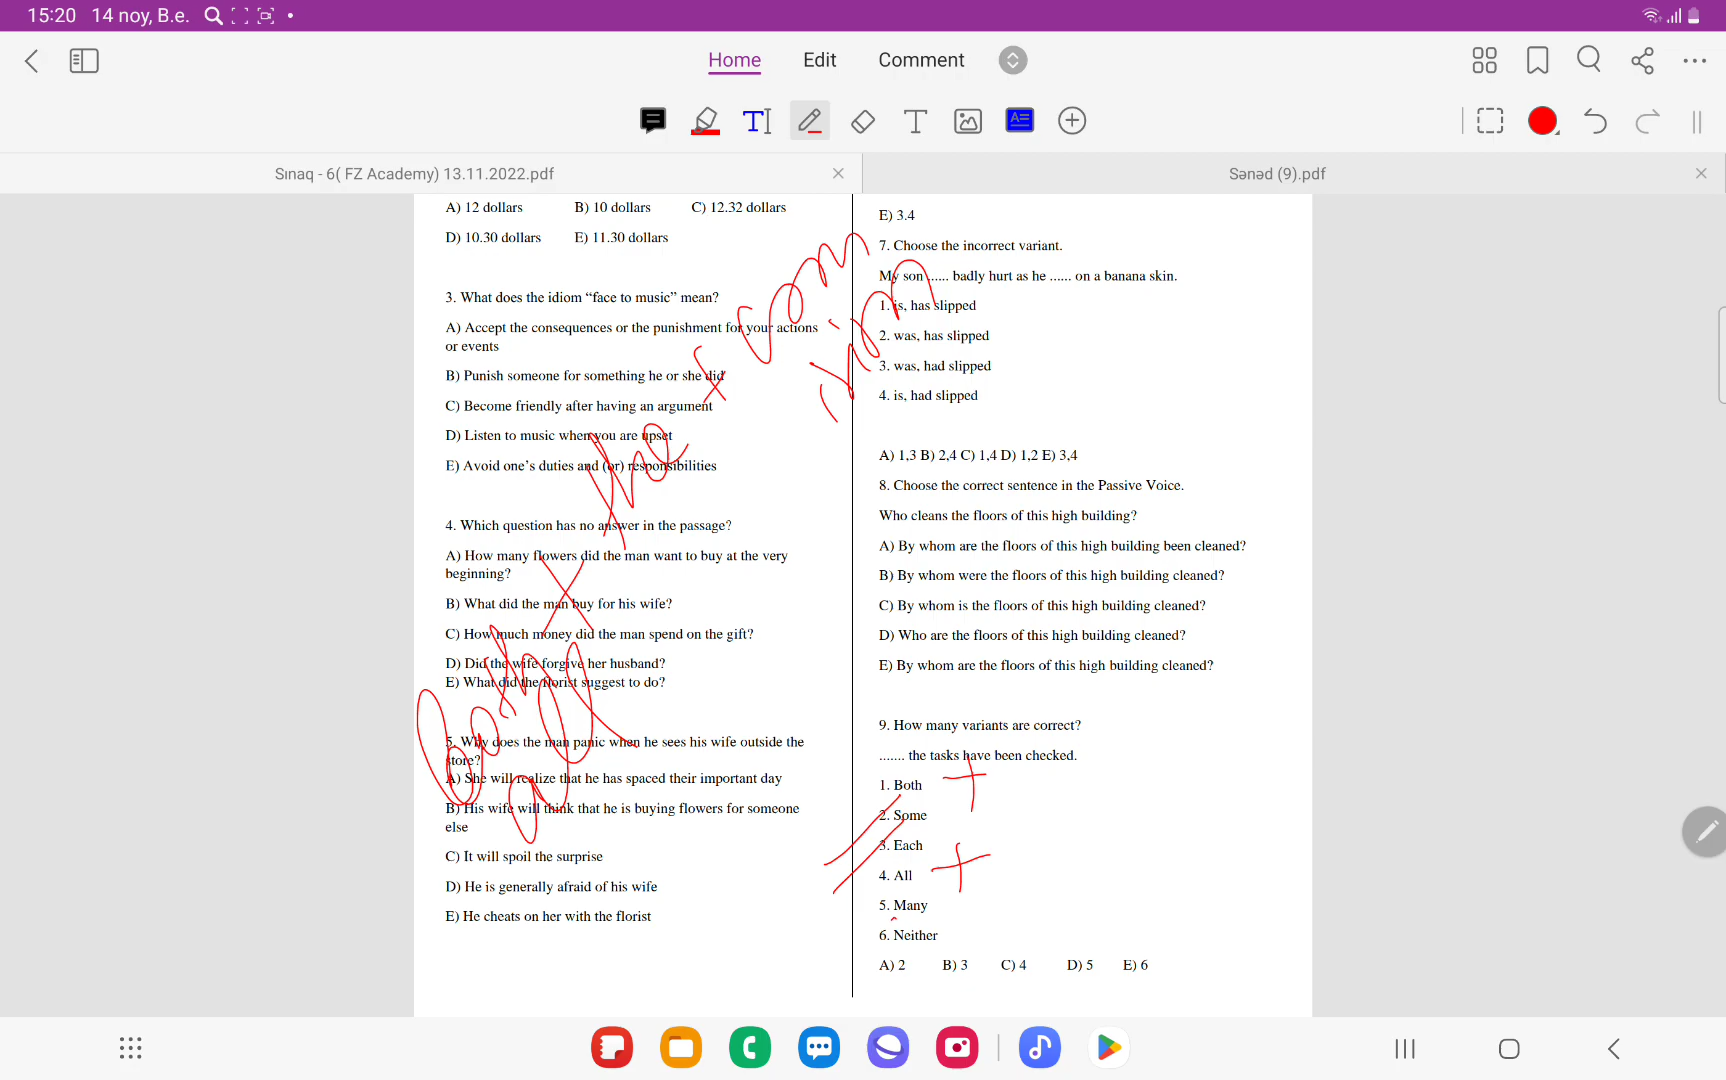 15:20 14 noy, B.e.
Home Edit Comment
Sınaq - 6( FZ Academy) 13.11.2022.pdf
Sənəd (9).pdf
A) 12 dollars B) 10 dollars C) 12.32 dollars
D) 10.30 dollars E) 11.30 dollars
3. What does the idiom “face to music” mean?
A) Accept the consequences or the punishment for your actions
or events
B) Punish someone for something he or she did
C) Become friendly after having an argument
D) Listen to music when you are upset
E) Avoid one’s duties and (or) responsibilities
4. Which question has no answer in the passage?
A) How many flowers did the man want to buy at the very
beginning?
B) What did the man buy for his wife?
C) How much money did the man spend on the gift?
D) Did the wife forgive her husband?
E) What did the florist suggest to do?
5. Why does the man panic when he sees his wife outside the
store?
A) She will realize that he has spaced their important day
B) His wife will think that he is buying flowers for someone
else
C) It will spoil the surprise
D) He is generally afraid of his wife
E) He cheats on her with the florist
Both
all
the
E) 3.4
7. Choose the incorrect variant.
My son ...... badly hurt as he ...... on a banana skin.
1. is, has slipped
2. was, has slipped
3. was, had slipped
4. is, had slipped
A) 1,3 B) 2,4 C) 1,4 D) 1,2 E) 3,4
8. Choose the correct sentence in the Passive Voice.
Who cleans the floors of this high building?
A) By whom are the floors of this high building been cleaned?
B) By whom were the floors of this high building cleaned?
C) By whom is the floors of this high building cleaned?
D) Who are the floors of this high building cleaned?
E) By whom are the floors of this high building cleaned?
9. How many variants are correct?
....... the tasks have been checked.
1. Both
2. Some
3. Each
4. All
5. Many
6. Neither
A) 2 B) 3 C) 4 D) 5 E) 6